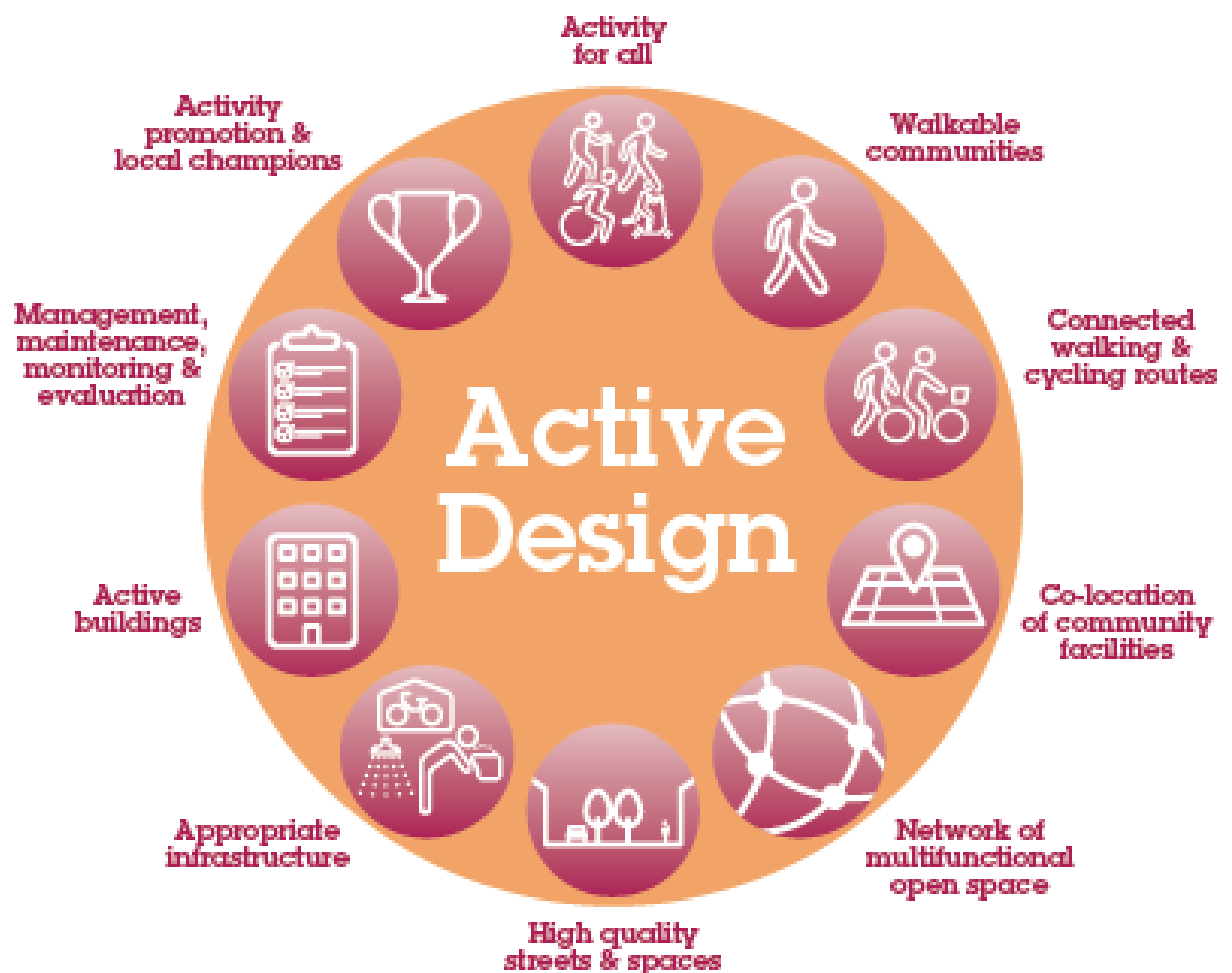 Activity
for all
Walkable
communities
Connected
walking &
cycling routes
Co-location
of community
facilities
Network of
multifunctional
open space
High quality
streets & spaces
Appropriate
infrastructure
Active
buildings
Management,
maintenance,
monitoring &
evaluation
Activity
promotion &
local champions
Active
Design